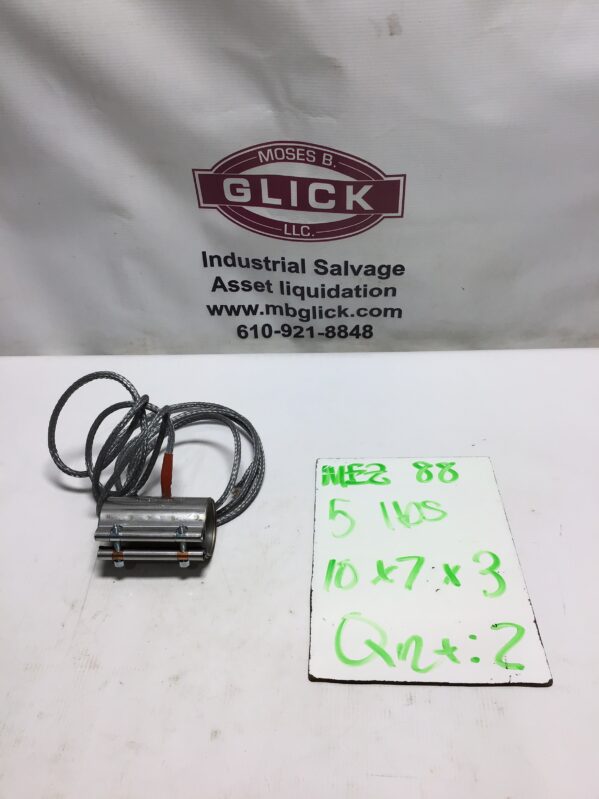 MOSES B.
GLICK
LLC.
Industrial Salvage
Asset liquidation
www.mbglick.com
610-921-8848
MEZ 88
5 lbs
10 x 7 x 3
Qnt: 2